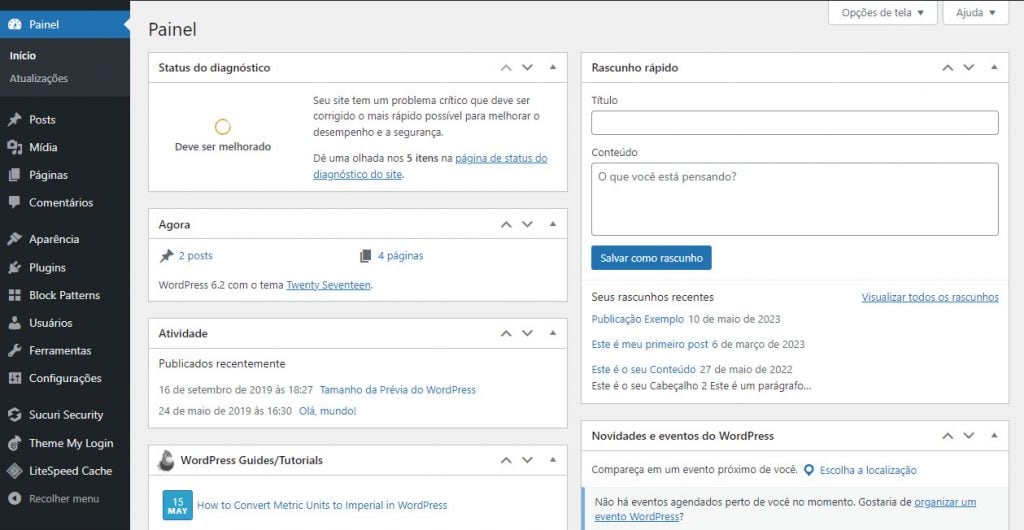 Painel
Início
Atualizações
Posts
Mídia
Páginas
Comentários
Aparência
Plugins
Block Patterns
Usuários
Ferramentas
Configurações
Sucuri Security
Theme My Login
LiteSpeed Cache
Recolher menu
Opções de tela
Ajuda
Painel
Status do diagnóstico
Deve ser melhorado
Seu site tem um problema crítico que deve ser
corrigido o mais rápido possível para melhorar o
desempenho e a segurança.
Dê uma olhada nos 5 itens na página de status do
diagnóstico do site.
Agora
2 posts
4 páginas
WordPress 6.2 com o tema Twenty Seventeen.
Atividade
Publicados recentemente
16 de setembro de 2019 às 18:27 Tamanho da Prévia do WordPress
24 de maio de 2019 às 16:30 Olá, mundo!
WordPress Guides/Tutorials
15
MAY
How to Convert Metric Units to Imperial in WordPress
Rascunho rápido
Título
Conteúdo
O que você está pensando?
Salvar como rascunho
Seus rascunhos recentes
Visualizar todos os rascunhos
Publicação Exemplo 10 de maio de 2023
Este é meu primeiro post 6 de março de 2023
Este é o seu Conteúdo 27 de maio de 2022
Este é o seu Cabeçalho 2 Este é um parágrafo...
Novidades e eventos do WordPress
Compareça em um evento próximo de você. Escolha a localização
Não há eventos agendados perto de você no momento. Gostaria de organizar um
evento WordPress?